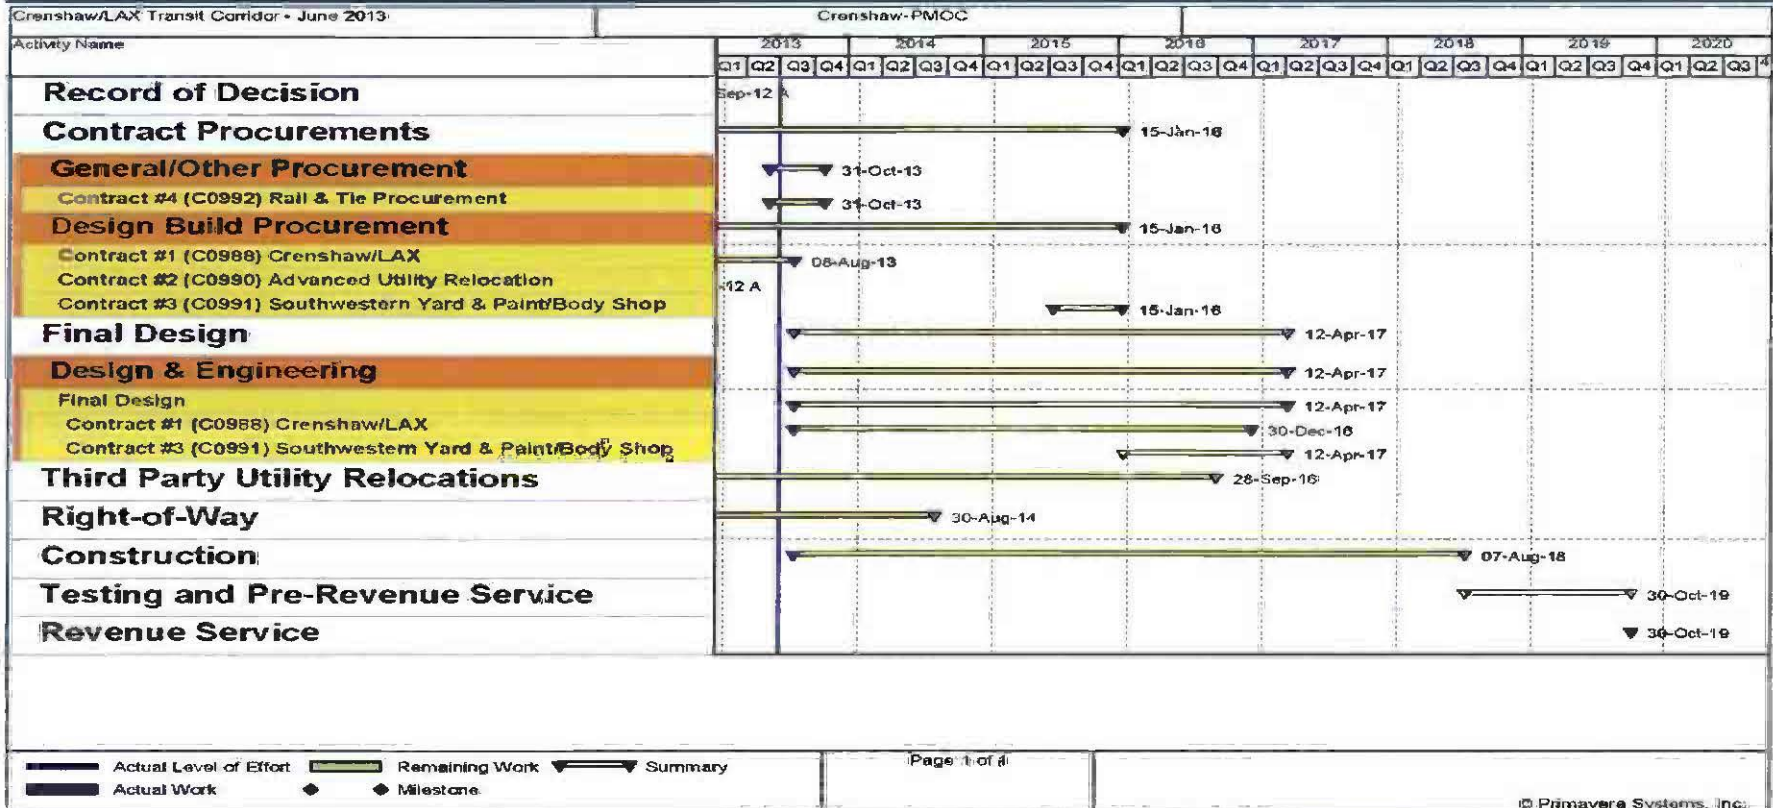 Crenshaw/LAX Transit Corridor - June 2013 Crenshaw-PMOC
Activity Name 2013 2014 2015 2016 2017 2018 2019 2020
Q1 Q2 Q3 Q4 Q1 Q2 Q3 Q4 Q1 Q2 Q3 Q4 Q1 Q2 Q3 Q4 Q1 Q2 Q3 Q4 Q1 Q2 Q3 Q4 Q1 Q2 Q3 Q4 Q1 Q2 Q3 4
Record of Decision Sep-12 A
Contract Procurements 15-Jan-16
General/Other Procurement 31-Oct-13
Contract #4 (C0992) Rail & Tie Procurement 31-Oct-13
Design Build Procurement 15-Jan-16
Contract #1 (C0988) Crenshaw/LAX 08-Aug-13
Contract #2 (C0990) Advanced Utility Relocation -12 A
Contract #3 (C0991) Southwestern Yard & Paint/Body Shop 15-Jan-16
Final Design 12-Apr-17
Design & Engineering 12-Apr-17
Final Design 12-Apr-17
Contract #1 (C0988) Crenshaw/LAX 30-Dec-16
Contract #3 (C0991) Southwestern Yard & Paint/Body Shop 12-Apr-17
Third Party Utility Relocations 28-Sep-16
Right-of-Way 30-Aug-14
Construction 07-Aug-18
Testing and Pre-Revenue Service 30-Oct-19
Revenue Service 30-Oct-19
Actual Level of Effort Remaining Work Summary Page 1 of
Actual Work Milestone
© Primavera Systems, Inc.